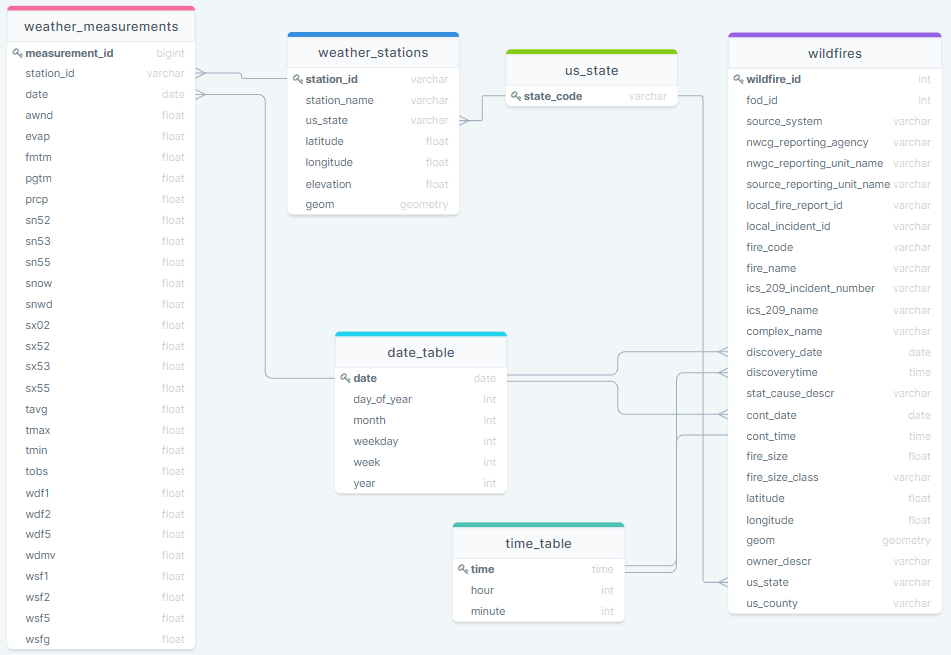 weather_measurements
measurement_id bigint
station_id varchar
date date
awnd float
evap float
fmtm float
pgtm float
prcp float
sn52 float
sn53 float
sn55 float
snow float
snwd float
sx02 float
sx52 float
sx53 float
sx55 float
tavg float
tmax float
tmin float
tobs float
wdf1 float
wdf2 float
wdf5 float
wdmv float
wsf1 float
wsf2 float
wsf5 float
wsfg float
weather_stations
station_id varchar
station_name varchar
us_state varchar
latitude float
longitude float
elevation float
geom geometry
us_state
state_code varchar
date_table
date date
day_of_year int
month int
weekday int
week int
year int
time_table
time time
hour int
minute int
wildfires
wildfire_id int
fod_id int
source_system varchar
nwcg_reporting_agency varchar
nwgc_reporting_unit_name varchar
source_reporting_unit_name varchar
local_fire_report_id varchar
local_incident_id varchar
fire_code varchar
fire_name varchar
ics_209_incident_number varchar
ics_209_name varchar
complex_name varchar
discovery_date date
discoverytime time
stat_cause_descr varchar
cont_date date
cont_time time
fire_size float
fire_size_class varchar
latitude float
longitude float
geom geometry
owner_descr varchar
us_state varchar
us_county varchar